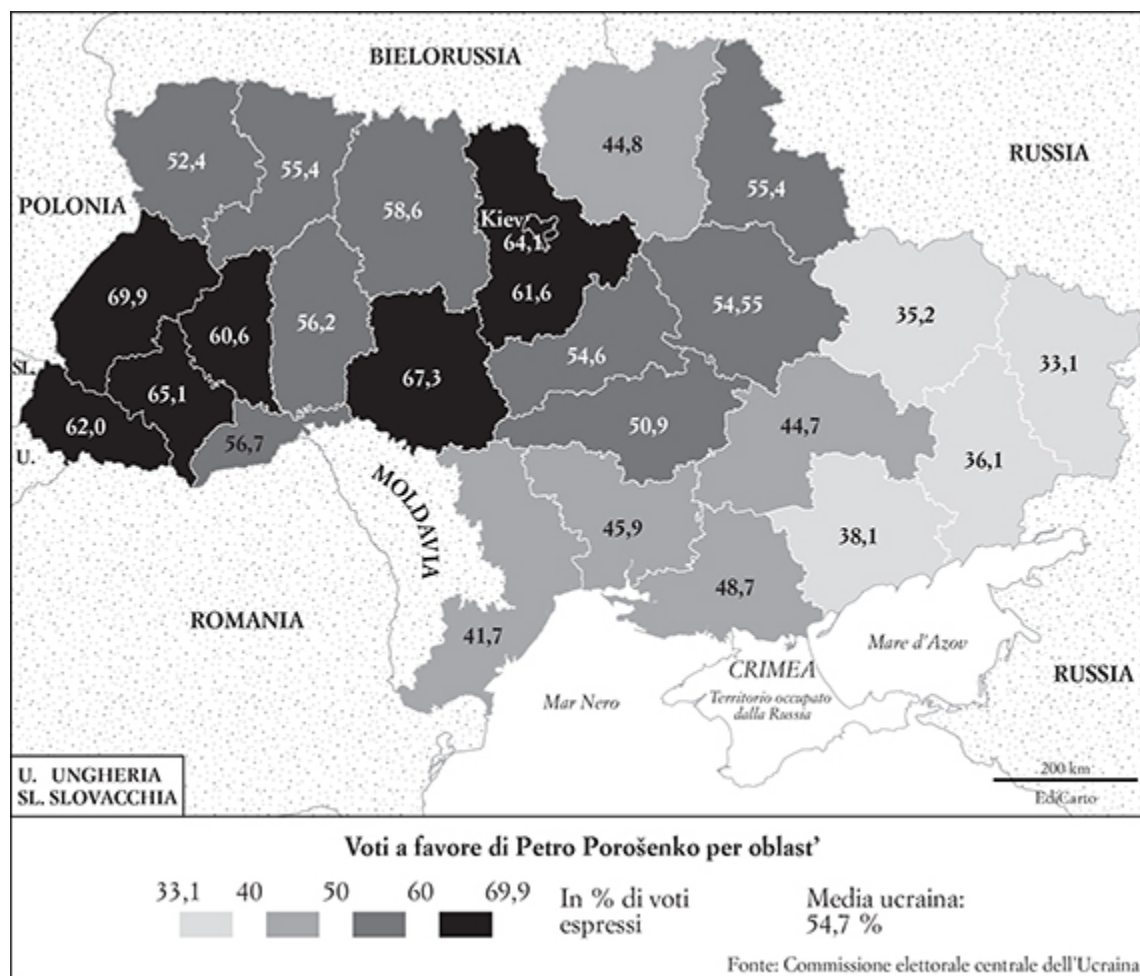 BIELORUSSIA
RUSSIA
POLONIA
52,4
55,4
58,6
44,8
55,4
Kiev
64,1
61,6
69,9
60,6
56,2
54,55
35,2
33,1
SL.
65,1
67,3
54,6
62,0
56,7
50,9
44,7
36,1
U.
MOLDAVIA
45,9
38,1
48,7
ROMANIA
41,7
Mare d'Azov
CRIMEA
Territorio occupato
dalla Russia
Mar Nero
RUSSIA
U. UNGHERIA
SL. SLOVACCHIA
200 km
EdiCarto
Voti a favore di Petro Porošenko per oblast’
33,1 40 50 60 69,9
In % di voti
espressi
Media ucraina:
54,7 %
Fonte: Commissione elettorale centrale dell'Ucraina